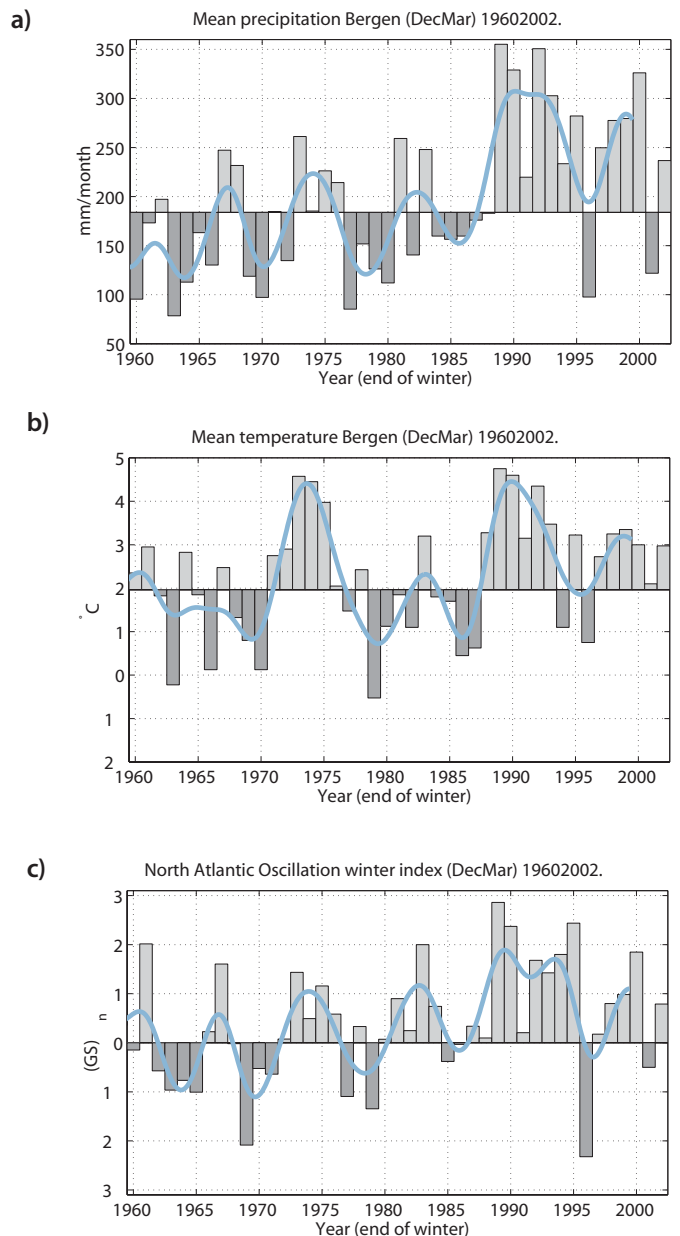 a)
Mean precipitation Bergen (DecMar) 19602002.
350
300
250
200
150
100
50
mm/month
1960 1965 1970 1975 1980 1985 1990 1995 2000
Year (end of winter)
b)
Mean temperature Bergen (DecMar) 19602002.
5
4
3
2
1
0
1
2
°C
1960 1965 1970 1975 1980 1985 1990 1995 2000
Year (end of winter)
c)
North Atlantic Oscillation winter index (DecMar) 19602002.
3
2
1
0
1
2
3
(GS) n
1960 1965 1970 1975 1980 1985 1990 1995 2000
Year (end of winter)